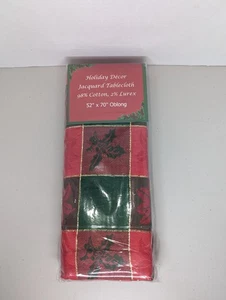 Holiday Decor
Jacquard Tablecloth
98% Cotton, 2% Lurex
52" x 70" Oblong